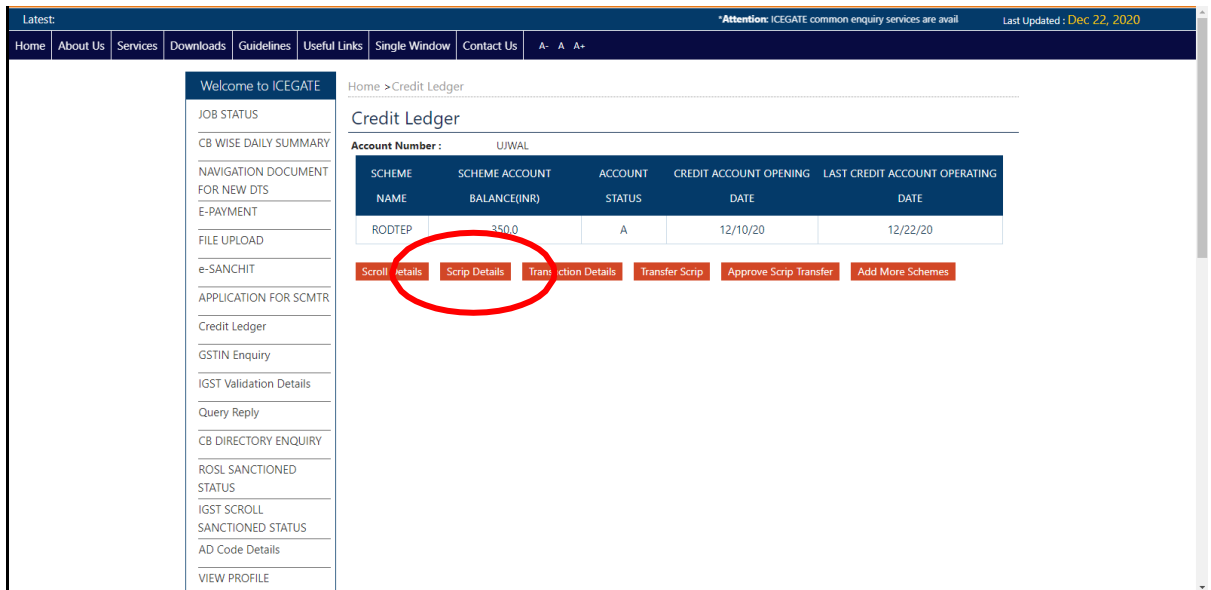 Latest:
*Attention: ICEGATE common enquiry services are avail
Last Updated : Dec 22, 2020
Home About Us Services Downloads Guidelines Useful Links Single Window Contact Us A- A A+
Welcome to ICEGATE
JOB STATUS
CB WISE DAILY SUMMARY
NAVIGATION DOCUMENT
FOR NEW DTS
E-PAYMENT
FILE UPLOAD
e-SANCHIT
APPLICATION FOR SCMTR
Credit Ledger
GSTIN Enquiry
IGST Validation Details
Query Reply
CB DIRECTORY ENQUIRY
ROSL SANCTIONED
STATUS
IGST SCROLL
SANCTIONED STATUS
AD Code Details
VIEW PROFILE
Home >Credit Ledger
Credit Ledger
Account Number : UJWAL
SCHEME SCHEME ACCOUNT ACCOUNT CREDIT ACCOUNT OPENING LAST CREDIT ACCOUNT OPERATING
NAME BALANCE(INR) STATUS DATE DATE
RODTEP 350.0 A 12/10/20 12/22/20
Scroll Details Scrip Details Transaction Details Transfer Scrip Approve Scrip Transfer Add More Schemes